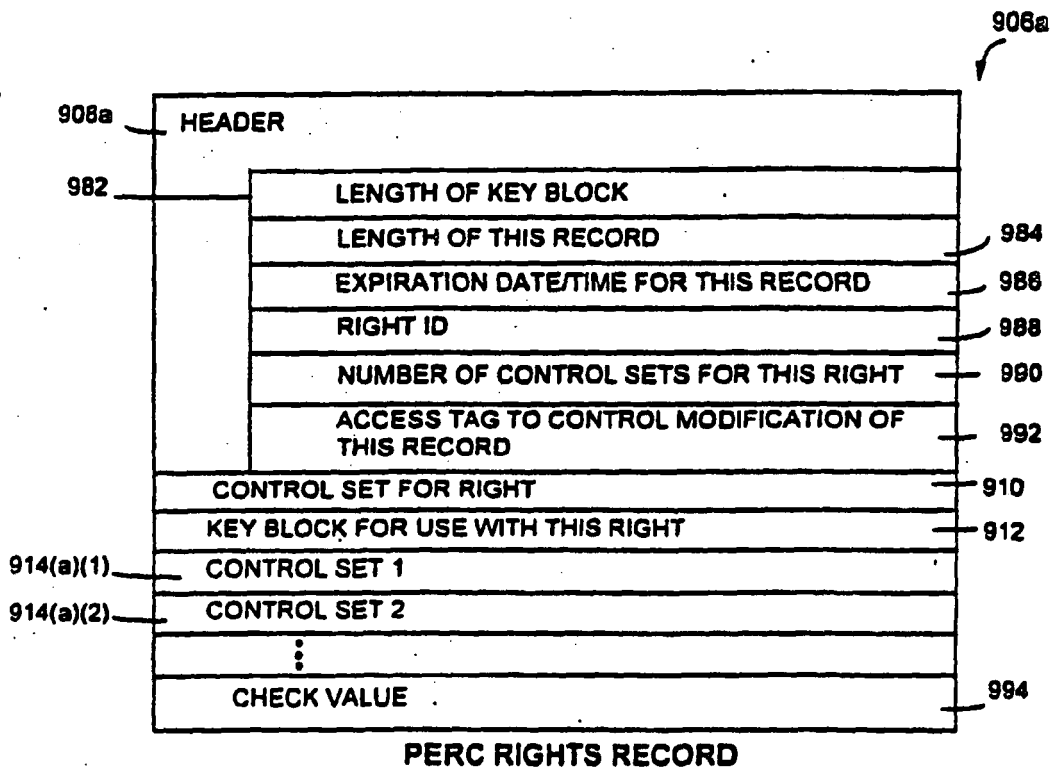 906a
908a HEADER
982 LENGTH OF KEY BLOCK
LENGTH OF THIS RECORD 984
EXPIRATION DATE/TIME FOR THIS RECORD 986
RIGHT ID 988
NUMBER OF CONTROL SETS FOR THIS RIGHT 990
ACCESS TAG TO CONTROL MODIFICATION OF
THIS RECORD 992
CONTROL SET FOR RIGHT 910
KEY BLOCK FOR USE WITH THIS RIGHT 912
914(a)(1) CONTROL SET 1
914(a)(2) CONTROL SET 2
CHECK VALUE 994
PERC RIGHTS RECORD